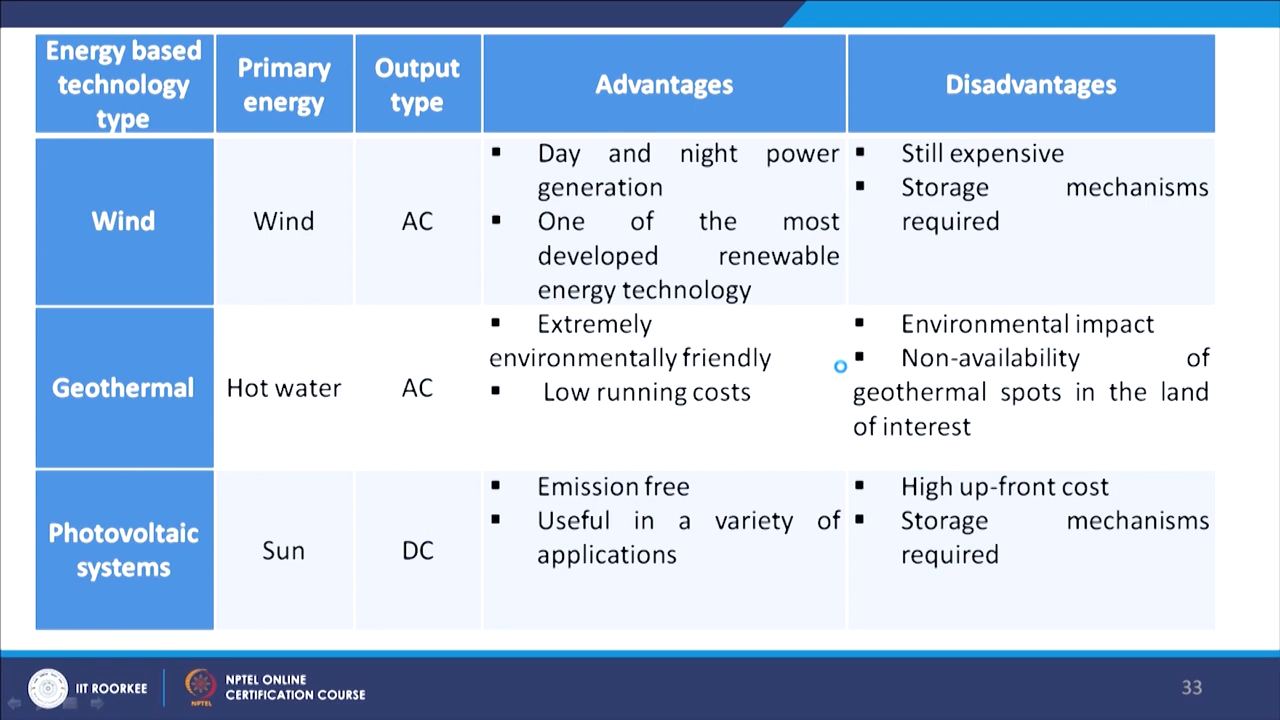 Energy based
technology
type
Primary
energy
Output
type
Advantages
Disadvantages
Wind
Wind
AC
▪ Day and night power
generation
▪ One of the most
developed renewable
energy technology
▪ Still expensive
▪ Storage mechanisms
required
Geothermal
Hot water
AC
▪ Extremely
environmentally friendly
▪ Low running costs
▪ Environmental impact
▪ Non-availability of
geothermal spots in the land
of interest
Photovoltaic
systems
Sun
DC
▪ Emission free
▪ Useful in a variety of
applications
▪ High up-front cost
▪ Storage mechanisms
required
IIT ROORKEE
NPTEL
NPTEL ONLINE
CERTIFICATION COURSE
33